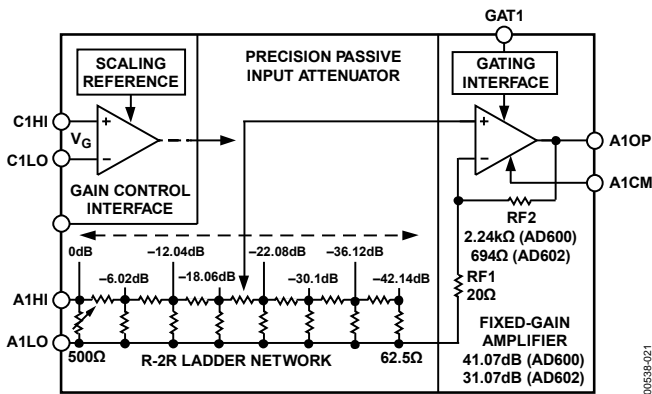 GAT1
SCALING
REFERENCE
PRECISION PASSIVE
INPUT ATTENUATOR
GATING
INTERFACE
C1HI
+
VG
C1LO
–
+
–
A1OP
A1CM
GAIN CONTROL
INTERFACE
RF2
2.24kΩ (AD600)
694Ω (AD602)
0dB
–12.04dB
–22.08dB
–36.12dB
–6.02dB
–18.06dB
–30.1dB
–42.14dB
RF1
20Ω
A1HI
A1LO
500Ω
R-2R LADDER NETWORK
62.5Ω
FIXED-GAIN
AMPLIFIER
41.07dB (AD600)
31.07dB (AD602)
00538-021